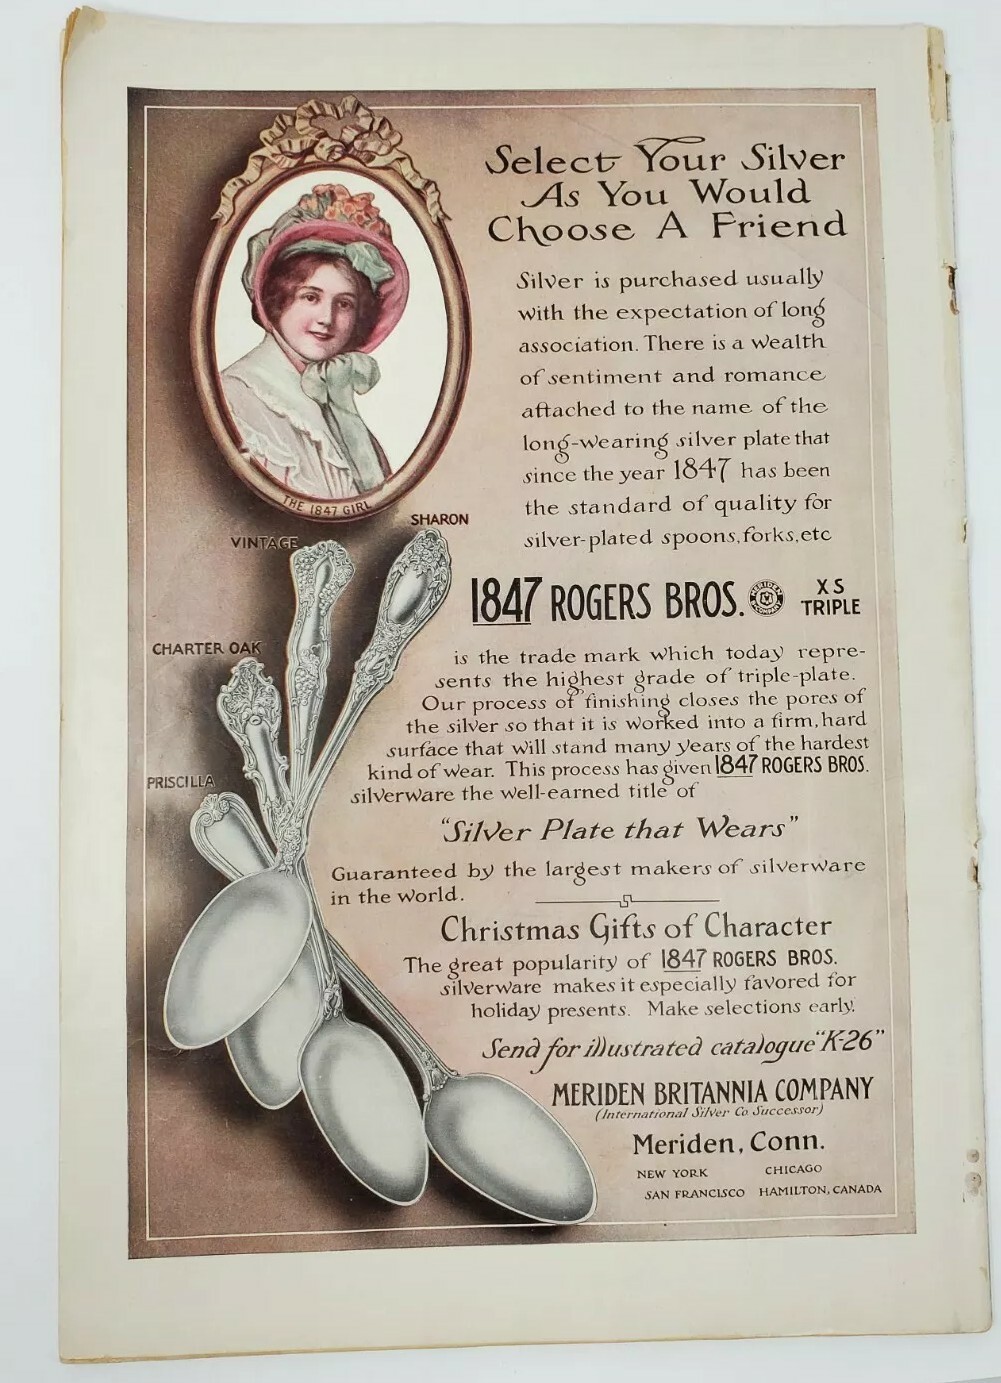 THE 1847 GIRL
Select Your Silver
As You Would
Choose A Friend
Silver is purchased usually
with the expectation of long
association. There is a wealth
of sentiment and romance
attached to the name of the
long-wearing silver plate that
since the year 1847 has been
the standard of quality for
silver-plated spoons, forks, etc
VINTAGE
SHARON
CHARTER OAK
PRISCILLA
1847 ROGERS BROS. MERIDEN COMPANY XS TRIPLE
is the trade mark which today repre-
sents the highest grade of triple-plate.
Our process of finishing closes the pores of
the silver so that it is worked into a firm, hard
surface that will stand many years of the hardest
kind of wear. This process has given 1847 ROGERS BROS.
silverware the well-earned title of
"Silver Plate that Wears"
Guaranteed by the largest makers of silverware
in the world.
Christmas Gifts of Character
The great popularity of 1847 ROGERS BROS.
silverware makes it especially favored for
holiday presents. Make selections early.
Send for illustrated catalogue "K-26"
MERIDEN BRITANNIA COMPANY
(International Silver Co Successor)
Meriden, Conn.
NEW YORK CHICAGO
SAN FRANCISCO HAMILTON, CANADA